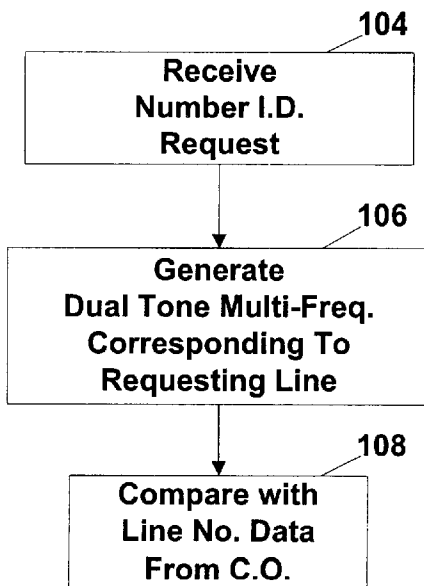 104
Receive
Number I.D.
Request
106
Generate
Dual Tone Multi-Freq.
Corresponding To
Requesting Line
108
Compare with
Line No. Data
From C.O.